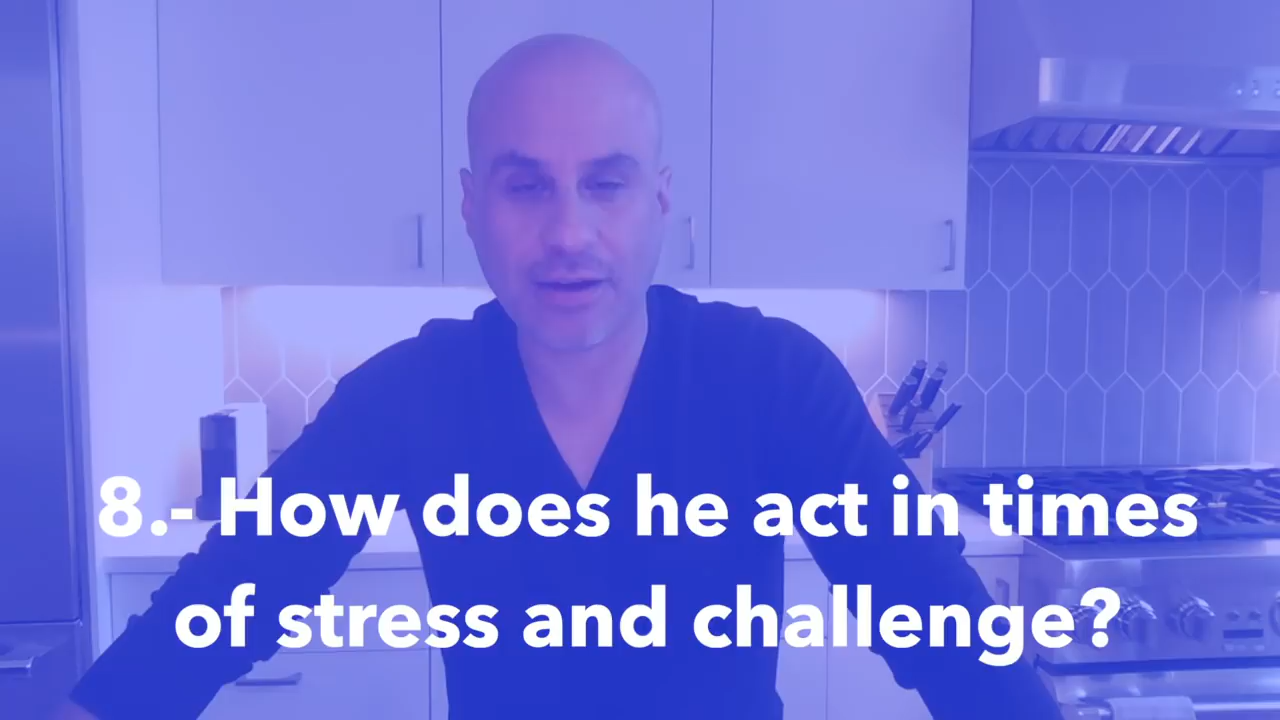 8.- How does he act in times
of stress and challenge?